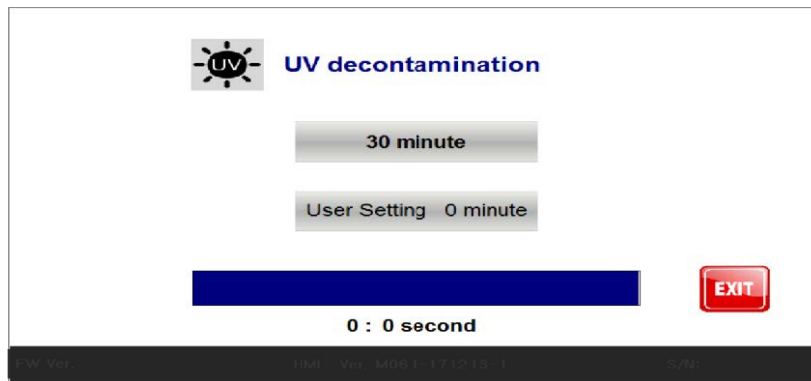 UV
UV decontamination
30 minute
User Setting 0 minute
EXIT
0 : 0 second
FW Ver. HMI Ver. M061-171213-1 S/N: